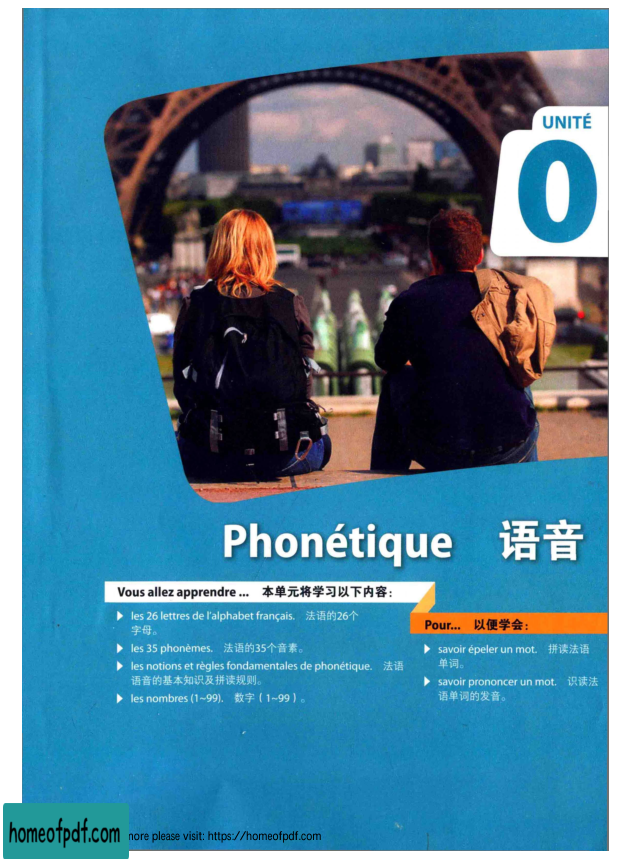 UNITÉ
0
Phonétique 语音
Vous allez apprendre ... 本单元将学习以下内容：
les 26 lettres de l'alphabet français. 法语的26个
字母。
les 35 phonèmes. 法语的35个音素。
les notions et règles fondamentales de phonétique. 法语
语音的基本知识及拼读规则。
les nombres (1~99). 数字（1~99）。
Pour... 以便学会：
savoir épeler un mot. 拼读法语
单词。
savoir prononcer un mot. 识读法
语单词的发音。
homeofpdf.com
more please visit: https://homeofpdf.com